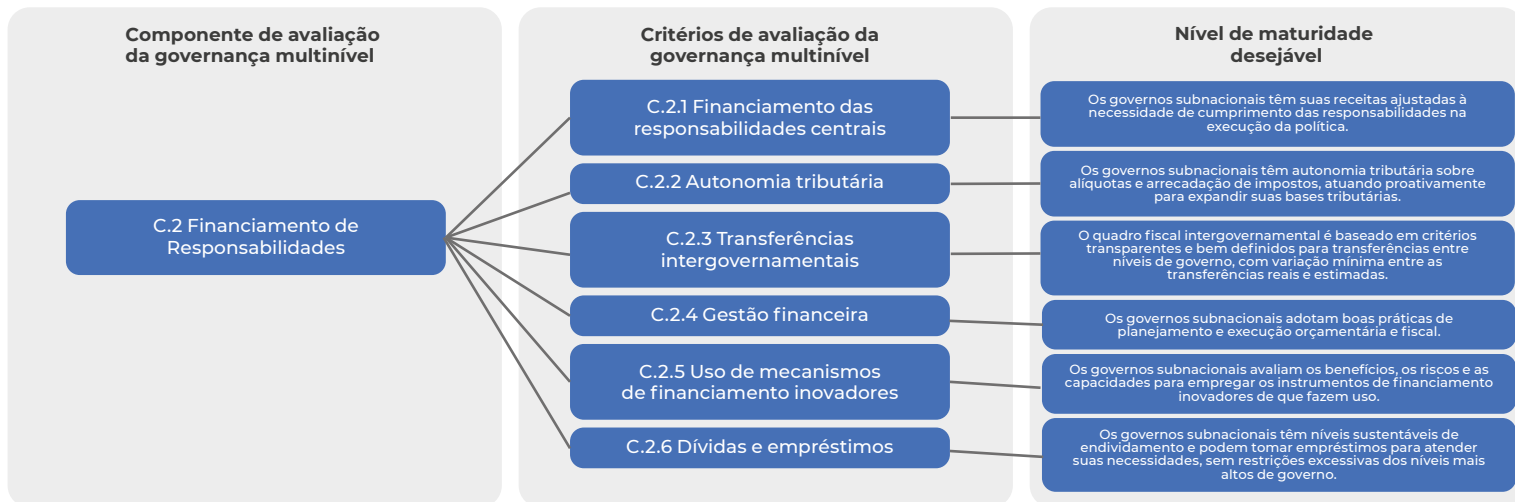 Componente de avaliação
da governança multinível
Critérios de avaliação da
governança multinível
Nível de maturidade
desejável
C.2 Financiamento de
Responsabilidades
C.2.1 Financiamento das
responsabilidades centrais
Os governos subnacionais têm suas receitas ajustadas à
necessidade de cumprimento das responsabilidades na
execução da política.
C.2.2 Autonomia tributária
Os governos subnacionais têm autonomia tributária sobre
alíquotas e arrecadação de impostos, atuando proativamente
para expandir suas bases tributárias.
C.2.3 Transferências
intergovernamentais
O quadro fiscal intergovernamental é baseado em critérios
transparentes e bem definidos para transferências entre
níveis de governo, com variação mínima entre as
transferências reais e estimadas.
C.2.4 Gestão financeira
Os governos subnacionais adotam boas práticas de
planejamento e execução orçamentária e fiscal.
C.2.5 Uso de mecanismos
de financiamento inovadores
Os governos subnacionais avaliam os benefícios, os riscos e as
capacidades para empregar os instrumentos de financiamento
inovadores de que fazem uso.
C.2.6 Dívidas e empréstimos
Os governos subnacionais têm níveis sustentáveis de
endividamento e podem tomar empréstimos para atender
suas necessidades, sem restrições excessivas dos níveis mais
altos de governo.